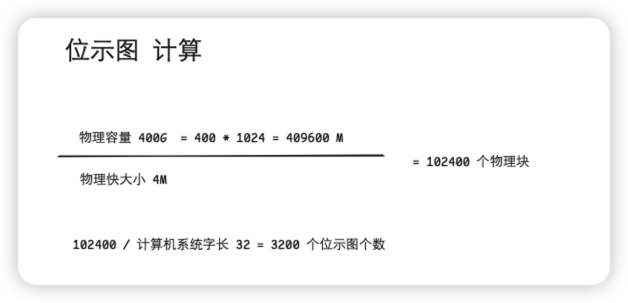 位示图 计算
物理容量 400G = 400 * 1024 = 409600 M
= 102400 个物理块
物理快大小 4M
102400 / 计算机系统字长 32 = 3200 个位示图个数